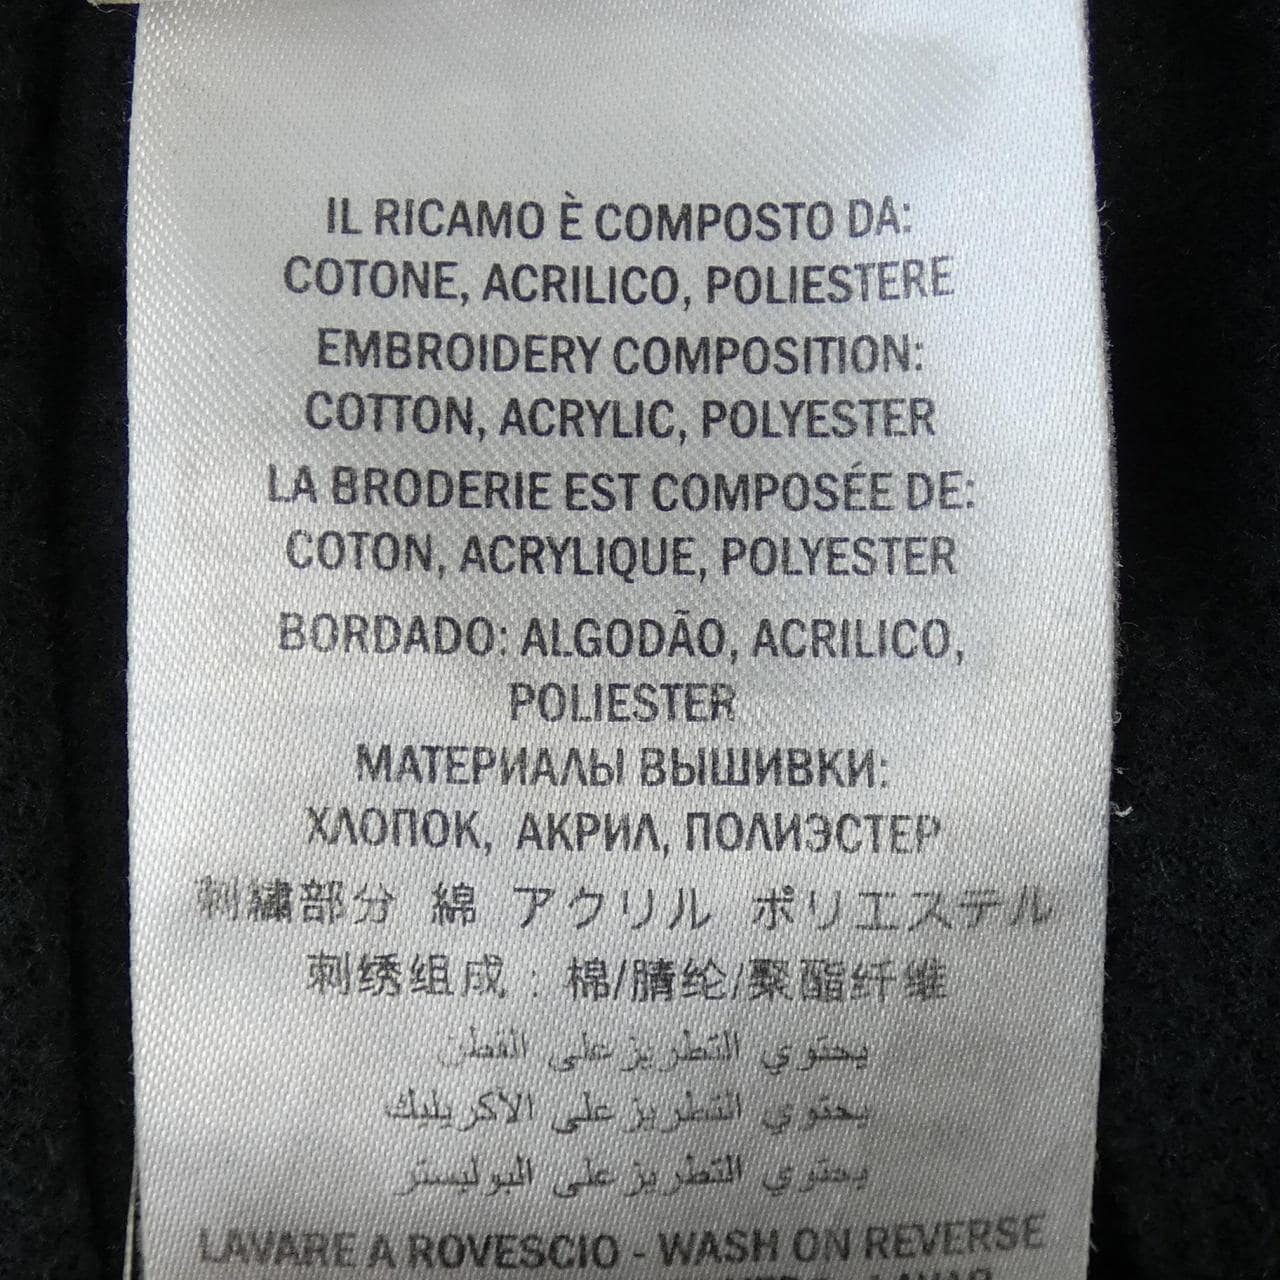 IL RICAMO È COMPOSTO DA:
COTONE, ACRILICO, POLIESTERE
EMBROIDERY COMPOSITION:
COTTON, ACRYLIC, POLYESTER
LA BRODERIE EST COMPOSÉE DE:
COTON, ACRYLIQUE, POLYESTER
BORDADO: ALGODÃO, ACRILICO,
POLIESTER
МАТЕРИАЛЫ ВЫШИВКИ:
ХЛОПОК, АКРИЛ, ПОЛИЭСТЕР
刺繍部分 綿 アクリル ポリエステル
刺绣组成：棉/腈纶/聚酯纤维
يحتوي التطريز على القطن
يحتوي التطريز على الأكريليك
يحتوي التطريز على البوليستر
LAVARE A ROVESCIO - WASH ON REVERSE